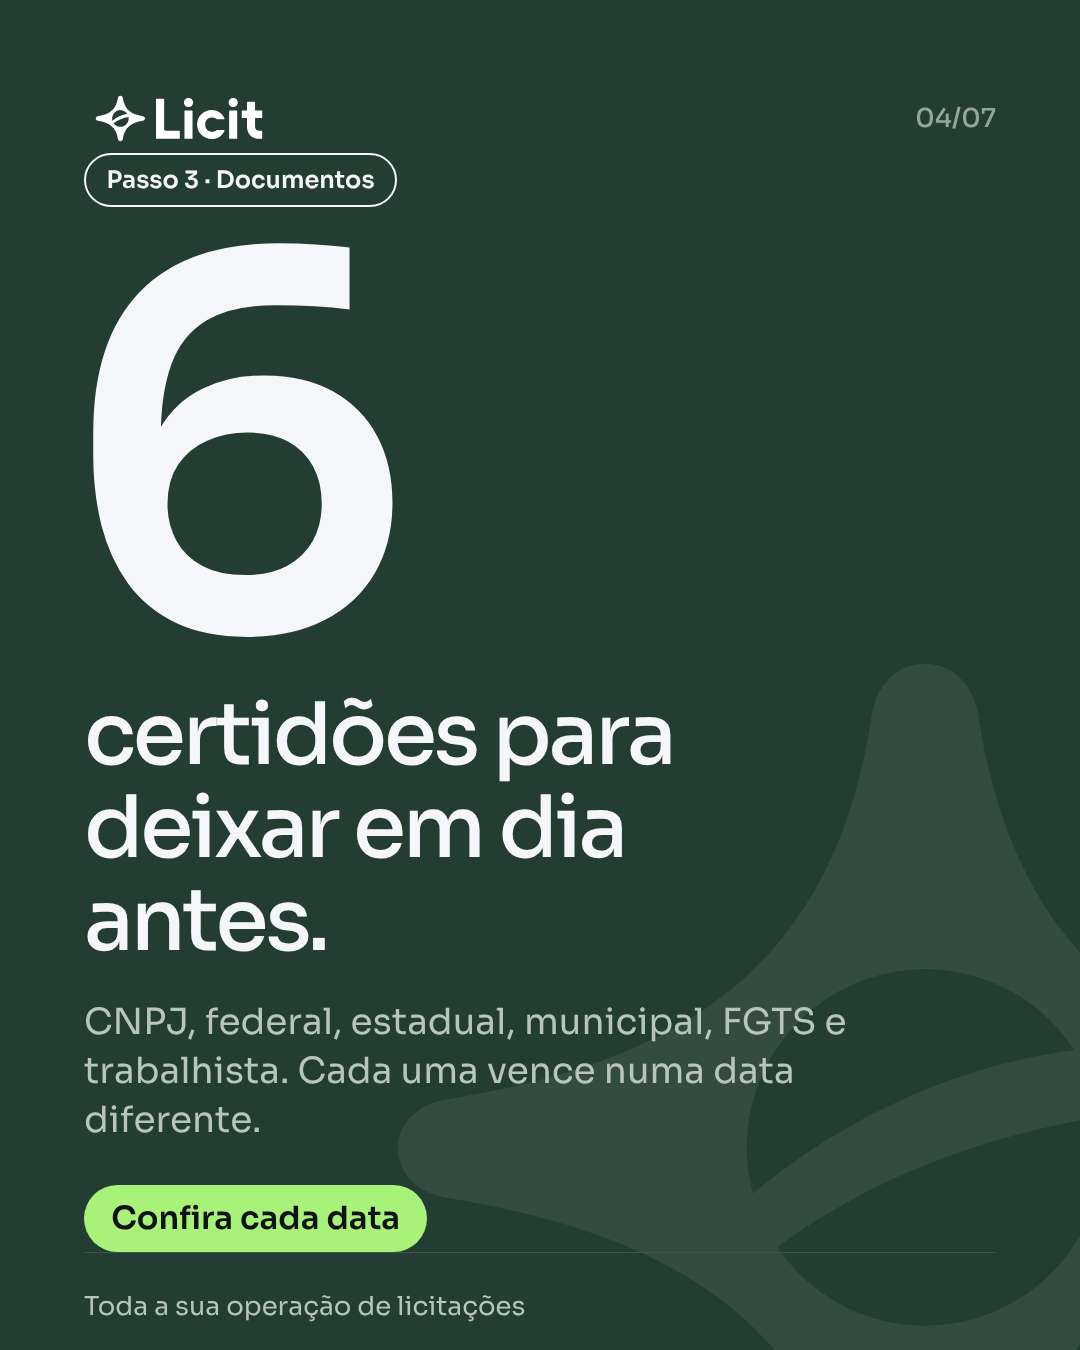 Licit
04/07
Passo 3 · Documentos
6
certidões para
deixar em dia
antes.
CNPJ, federal, estadual, municipal, FGTS e
trabalhista. Cada uma vence numa data
diferente.
Confira cada data
Toda a sua operação de licitações